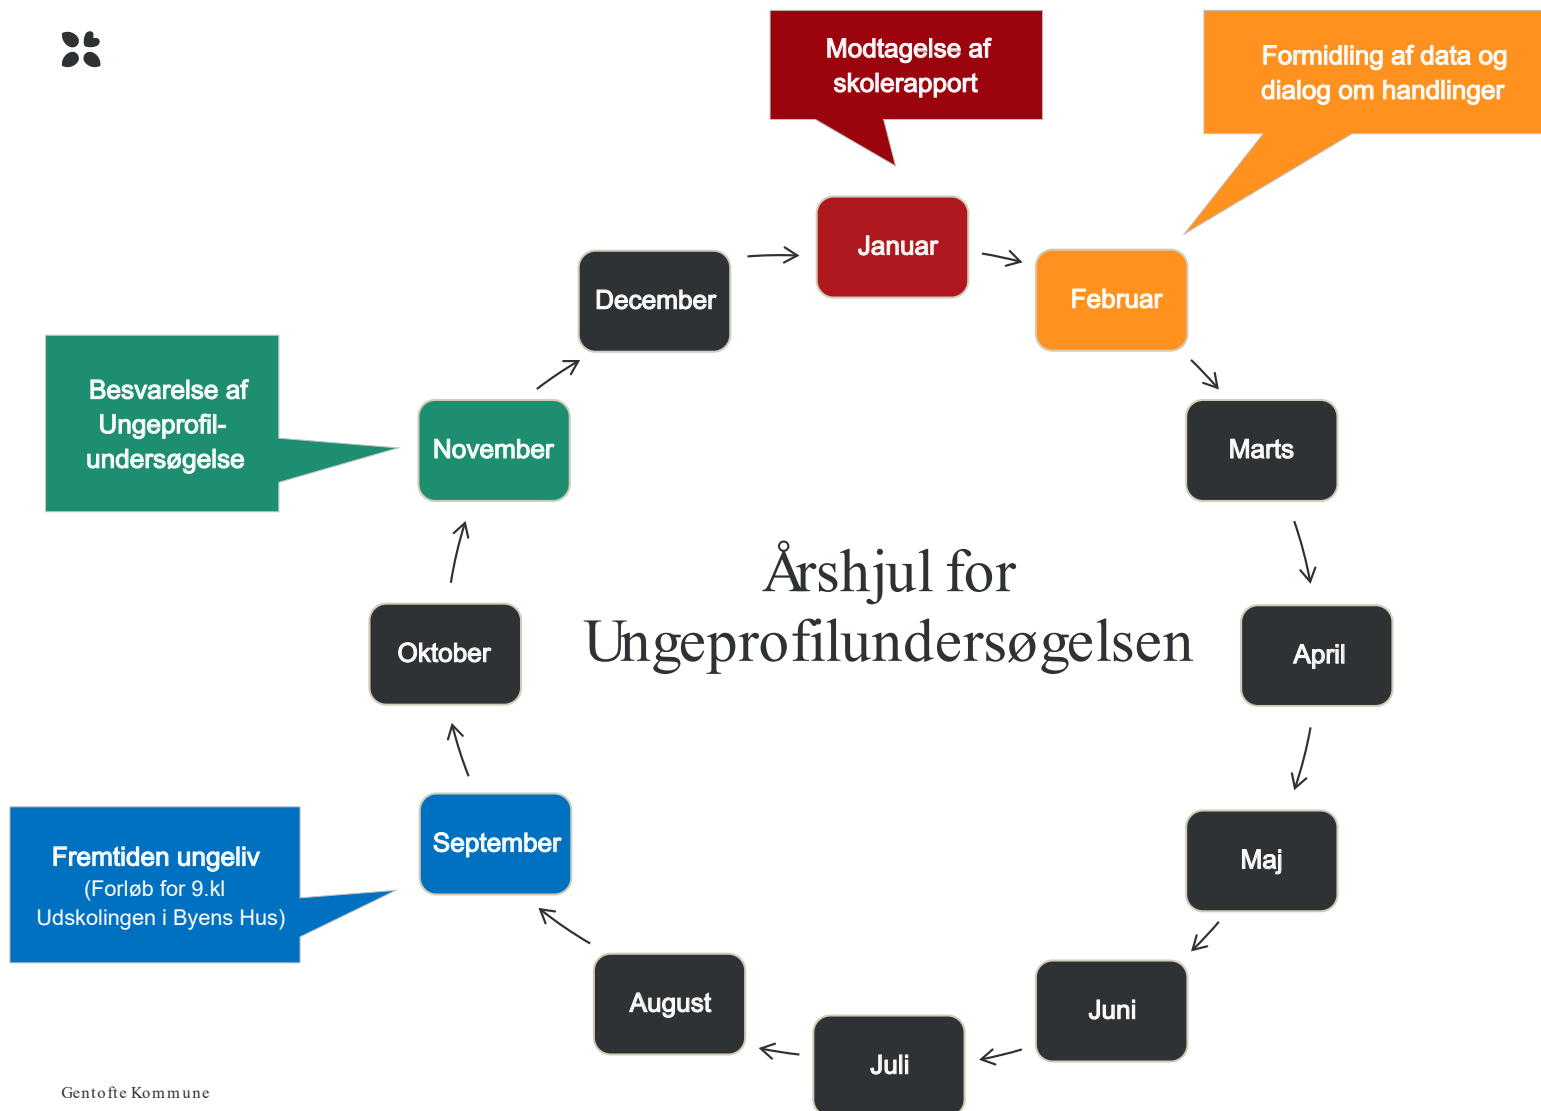 Modtagelse af
skolerapport
Formidling af data og
dialog om handlinger
Januar
Februar
December
Besvarelse af
Ungeprofil-
undersøgelse
November
Marts
Årshjul for
Ungeprofilundersøgelsen
Oktober
April
September
Fremtiden ungeliv
(Forløb for 9.kl
Udskolingen i Byens Hus)
Maj
August
Juni
Juli
Gentofte Kommune